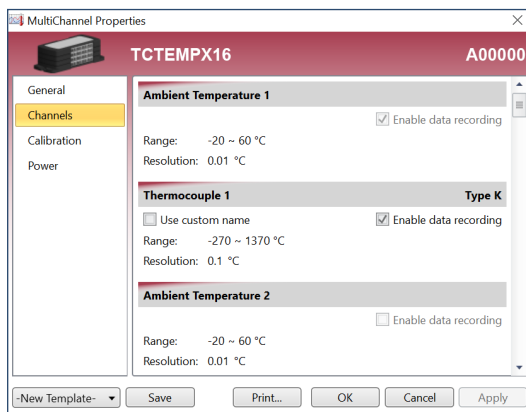 MultiChannel Properties
TCTEMPX16 A00000
General
Channels
Calibration
Power
Ambient Temperature 1
Enable data recording
Range: -20 ~ 60 °C
Resolution: 0.01 °C
Thermocouple 1 Type K
Use custom name Enable data recording
Range: -270 ~ 1370 °C
Resolution: 0.1 °C
Ambient Temperature 2
Enable data recording
Range: -20 ~ 60 °C
Resolution: 0.01 °C
-New Template- Save Print... OK Cancel Apply